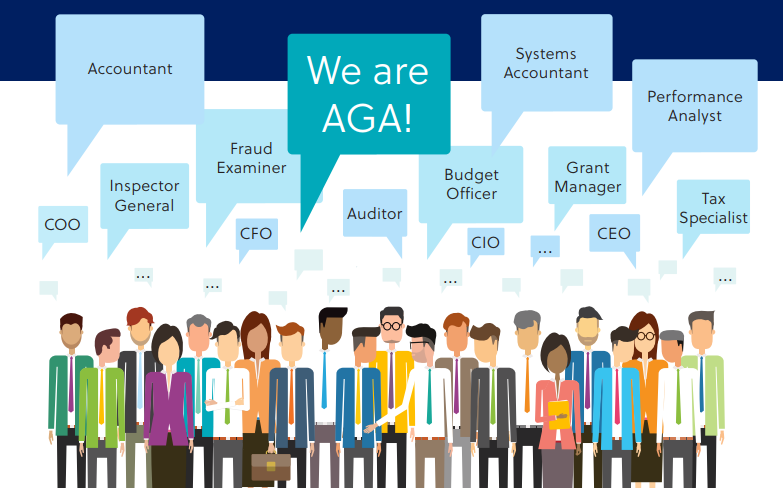 Accountant
We are
AGA!
Systems
Accountant
Performance
Analyst
Fraud
Examiner
Inspector
General
Budget
Officer
Grant
Manager
Tax
Specialist
COO
CFO
Auditor
CIO
...
CEO
...
...
...
...
...